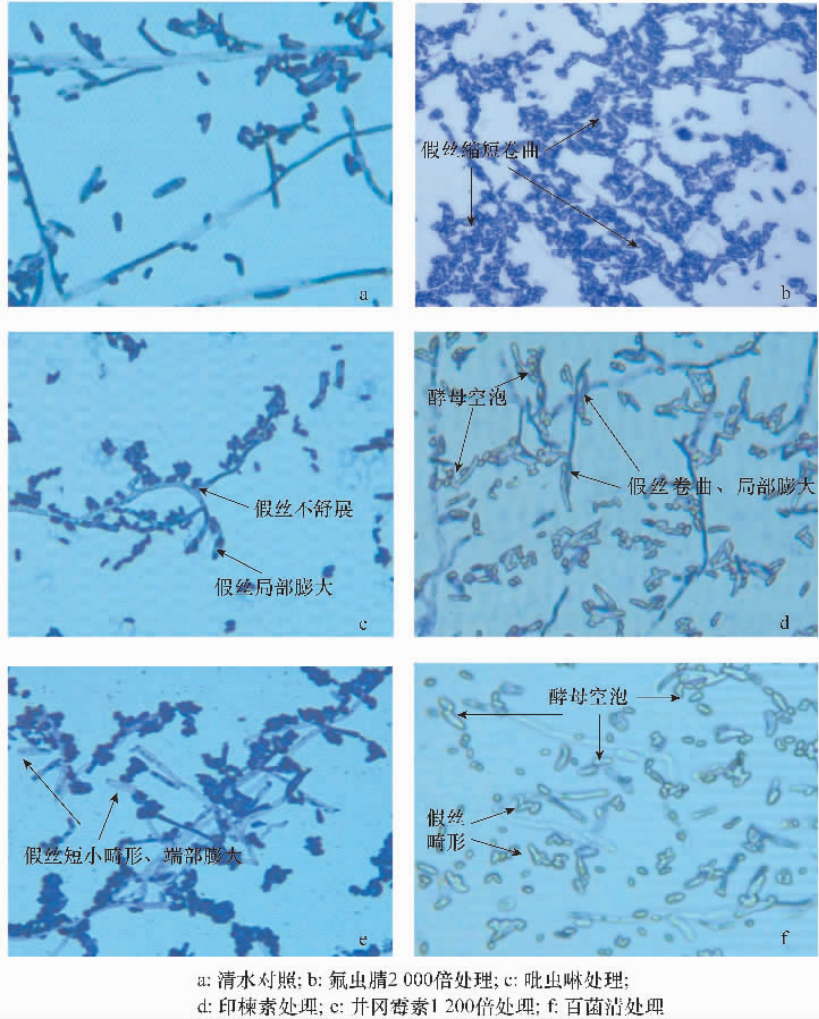 a
假丝缩短卷曲
b
假丝不舒展
假丝局部膨大
c
酵母空泡
假丝卷曲、局部膨大
d
假丝短小畸形、端部膨大
e
酵母空泡
假丝
畸形
f
a: 清水对照; b: 氟虫腈2 000倍处理; c: 吡虫啉处理;
d: 印楝素处理; e: 井冈霉素1 200倍处理; f: 百菌清处理